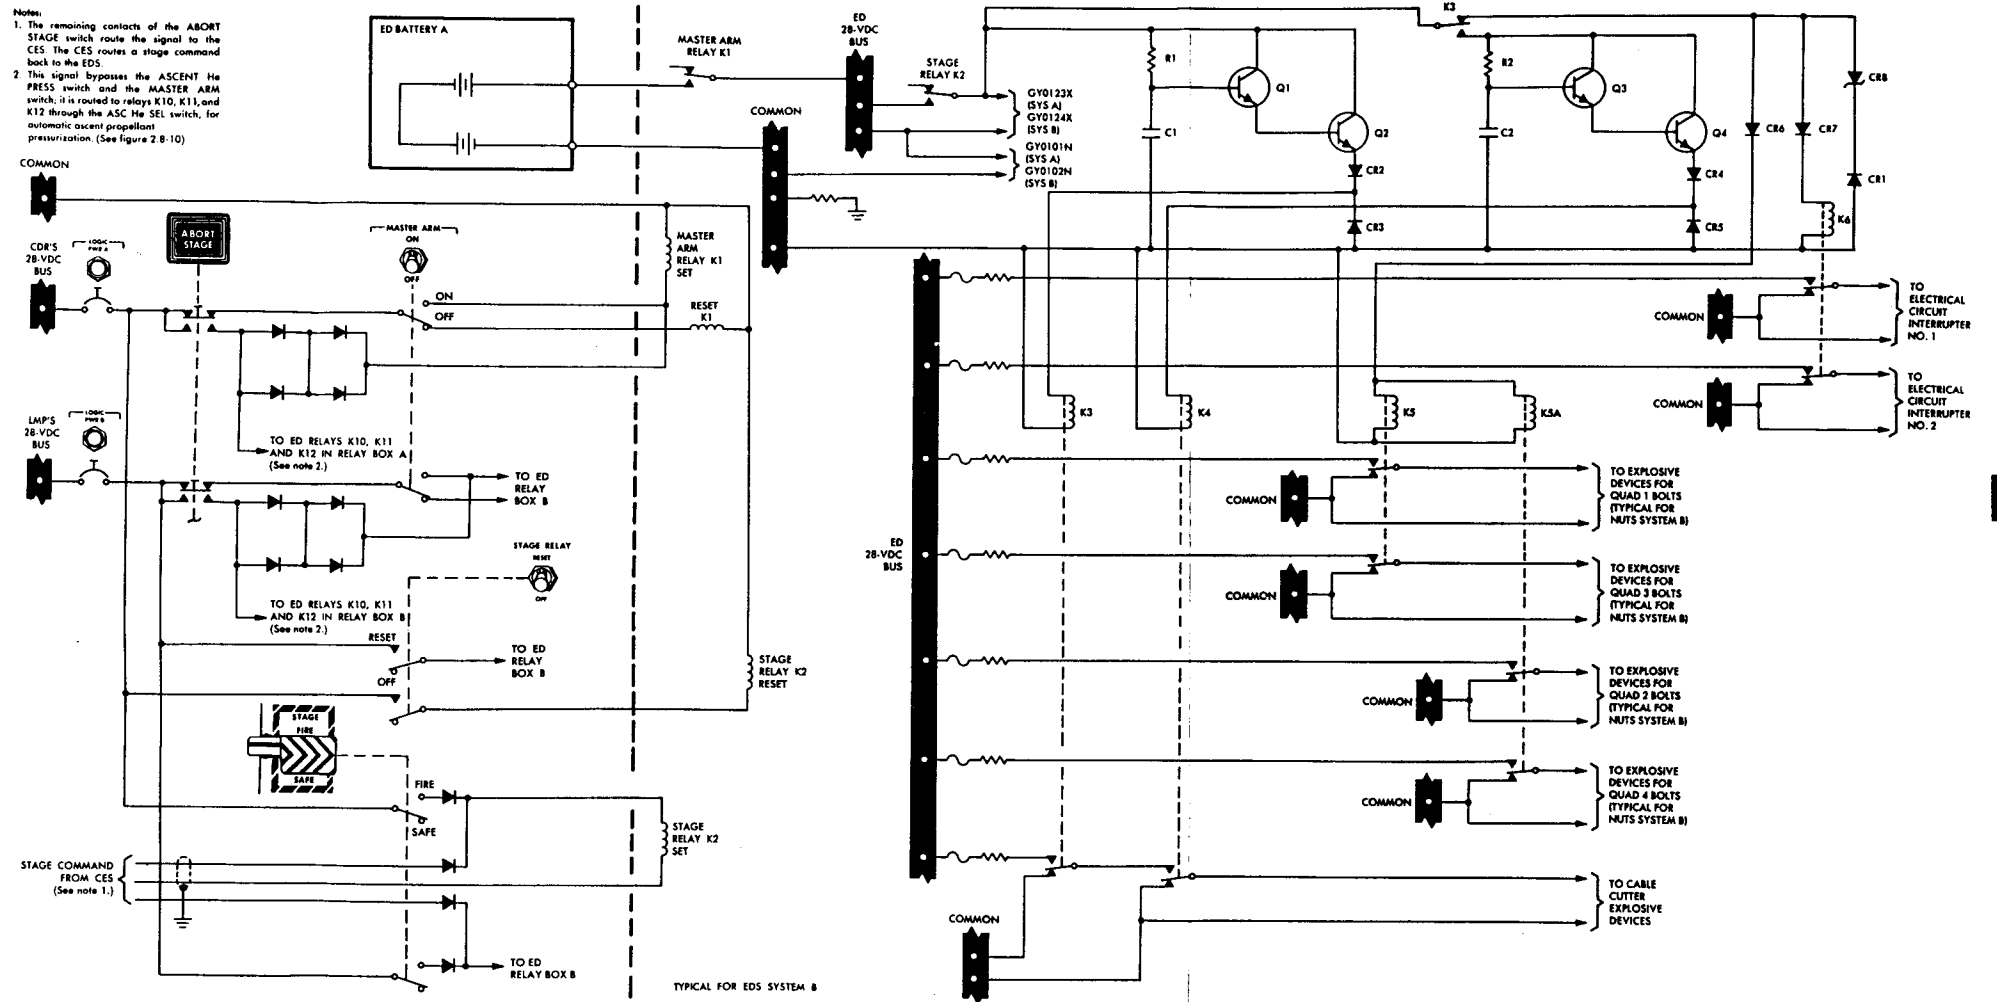 Notes:
1. The remaining contacts of the ABORT
STAGE switch route the signal to the
CES. The CES routes a stage command
back to the EDS.
2. This signal bypasses the ASCENT He
PRESS switch and the MASTER ARM
switch; it is routed to relays K10, K11, and
K12 through the ASC He SEL switch, for
automatic ascent propellant
pressurization. (See figure 2.8-10)
COMMON
CDR'S
28-VDC
BUS
LOGIC
PWR A
ABORT
STAGE
MASTER ARM
ON
OFF
ON
OFF
LMP'S
28-VDC
BUS
LOGIC
PWR B
TO ED RELAYS K10, K11
AND K12 IN RELAY BOX A
(See note 2.)
TO ED
RELAY
BOX B
STAGE RELAY
RESET
OFF
TO ED RELAYS K10, K11
AND K12 IN RELAY BOX B
(See note 2.)
RESET
OFF
TO ED
RELAY
BOX B
STAGE
FIRE
SAFE
FIRE
SAFE
STAGE COMMAND
FROM CES
(See note 1.)
TO ED
RELAY BOX B
ED BATTERY A
MASTER ARM
RELAY K1
COMMON
MASTER
ARM
RELAY K1
SET
RESET
K1
STAGE
RELAY K2
RESET
STAGE
RELAY K2
SET
TYPICAL FOR EDS SYSTEM B
ED
28-VDC
BUS
STAGE
RELAY K2
GY0123X
(SYS A)
GY0124X
(SYS B)
GY0101N
(SYS A)
GY0102N
(SYS B)
R1
C1
Q1
Q2
CR2
CR3
K3
R2
C2
Q3
Q4
CR4
CR5
CR6
CR7
CR8
CR1
K6
K3
K4
K5
K5A
COMMON
TO
ELECTRICAL
CIRCUIT
INTERRUPTER
NO. 1
COMMON
TO
ELECTRICAL
CIRCUIT
INTERRUPTER
NO. 2
COMMON
TO EXPLOSIVE
DEVICES FOR
QUAD 1 BOLTS
(TYPICAL FOR
NUTS SYSTEM B)
ED
28-VDC
BUS
COMMON
TO EXPLOSIVE
DEVICES FOR
QUAD 3 BOLTS
(TYPICAL FOR
NUTS SYSTEM B)
COMMON
TO EXPLOSIVE
DEVICES FOR
QUAD 2 BOLTS
(TYPICAL FOR
NUTS SYSTEM B)
COMMON
TO EXPLOSIVE
DEVICES FOR
QUAD 4 BOLTS
(TYPICAL FOR
NUTS SYSTEM B)
COMMON
TO CABLE
CUTTER
EXPLOSIVE
DEVICES